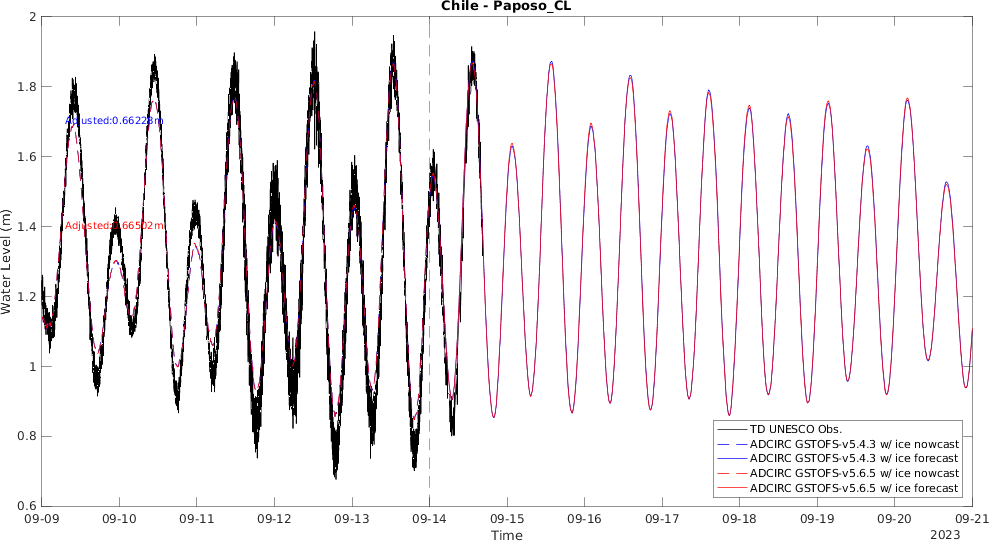 Chile - Paposo_CL
2
1.8
1.6
1.4
1.2
1
0.8
0.6
Water Level (m)
Adjusted:0.66228m
Adjusted:0.66502m
TD UNESCO Obs.
ADCIRC GSTOFS-v5.4.3 w/ ice nowcast
ADCIRC GSTOFS-v5.4.3 w/ ice forecast
ADCIRC GSTOFS-v5.6.5 w/ ice nowcast
ADCIRC GSTOFS-v5.6.5 w/ ice forecast
09-09 09-10 09-11 09-12 09-13 09-14 09-15 09-16 09-17 09-18 09-19 09-20 09-21
Time
2023